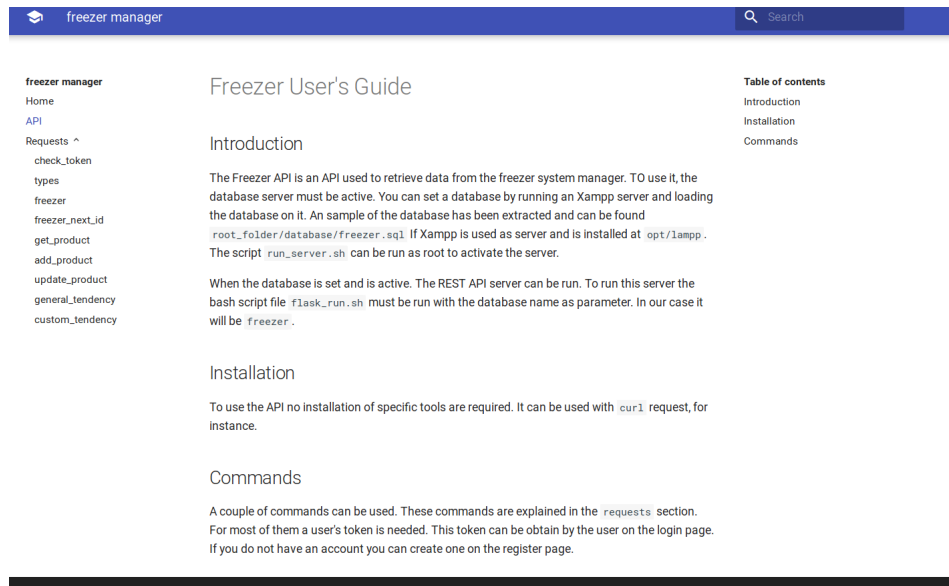 freezer manager
Search
freezer manager
Home
API
Requests ^
check_token
types
freezer
freezer_next_id
get_product
add_product
update_product
general_tendency
custom_tendency
Freezer User's Guide
Introduction
The Freezer API is an API used to retrieve data from the freezer system manager. TO use it, the
database server must be active. You can set a database by running an Xampp server and loading
the database on it. An sample of the database has been extracted and can be found
root_folder/database/freezer.sql If Xampp is used as server and is installed at opt/lampp.
The script run_server.sh can be run as root to activate the server.
When the database is set and is active. The REST API server can be run. To run this server the
bash script file flask_run.sh must be run with the database name as parameter. In our case it
will be freezer.
Installation
To use the API no installation of specific tools are required. It can be used with curl request, for
instance.
Commands
A couple of commands can be used. These commands are explained in the requests section.
For most of them a user's token is needed. This token can be obtain by the user on the login page.
If you do not have an account you can create one on the register page.
Table of contents
Introduction
Installation
Commands